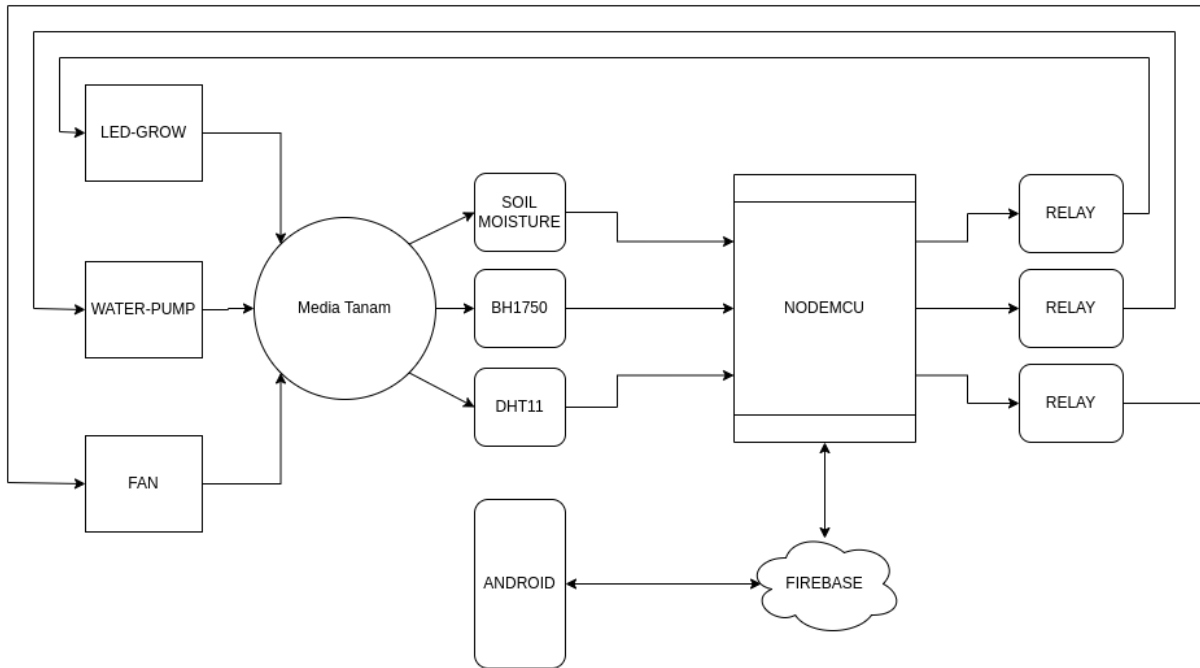 LED-GROW
WATER-PUMP
FAN
Media Tanam
SOIL
MOISTURE
BH1750
DHT11
NODEMCU
RELAY
RELAY
RELAY
ANDROID
FIREBASE